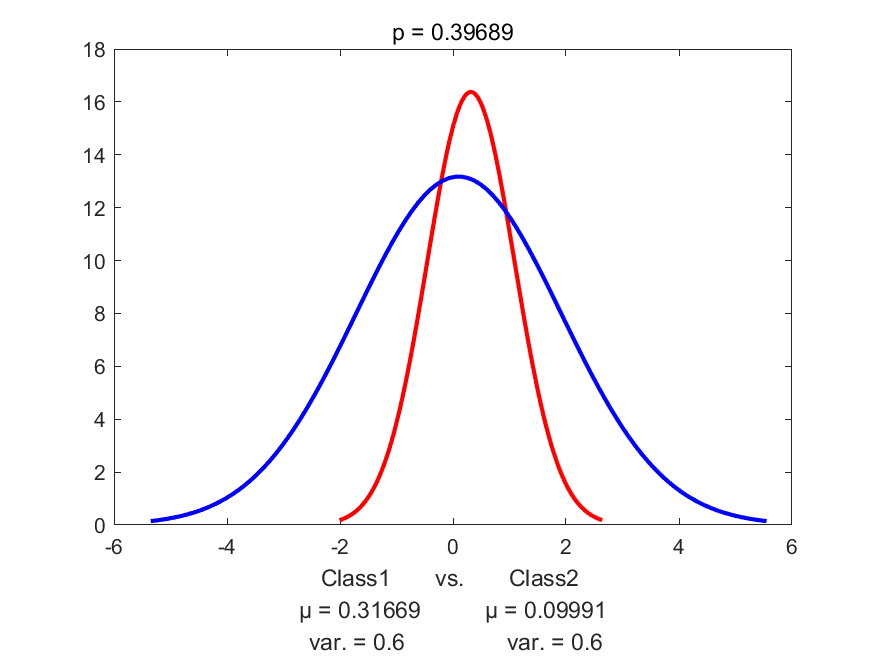 p = 0.39689
18
16
14
12
10
8
6
4
2
0
-6 -4 -2 0 2 4 6
Class1 vs. Class2
μ = 0.31669 μ = 0.09991
var. = 0.6 var. = 0.6